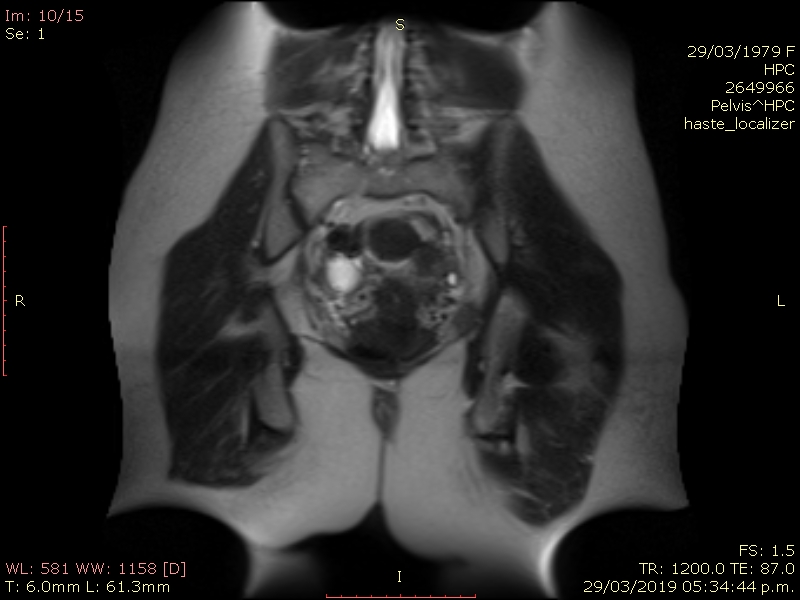 Im: 10/15
Se: 1
S
29/03/1979 F
HPC
2649966
Pelvis^HPC
haste_localizer
R
L
WL: 581 WW: 1158 [D]
T: 6.0mm L: 61.3mm
I
FS: 1.5
TR: 1200.0 TE: 87.0
29/03/2019 05:34:44 p.m.